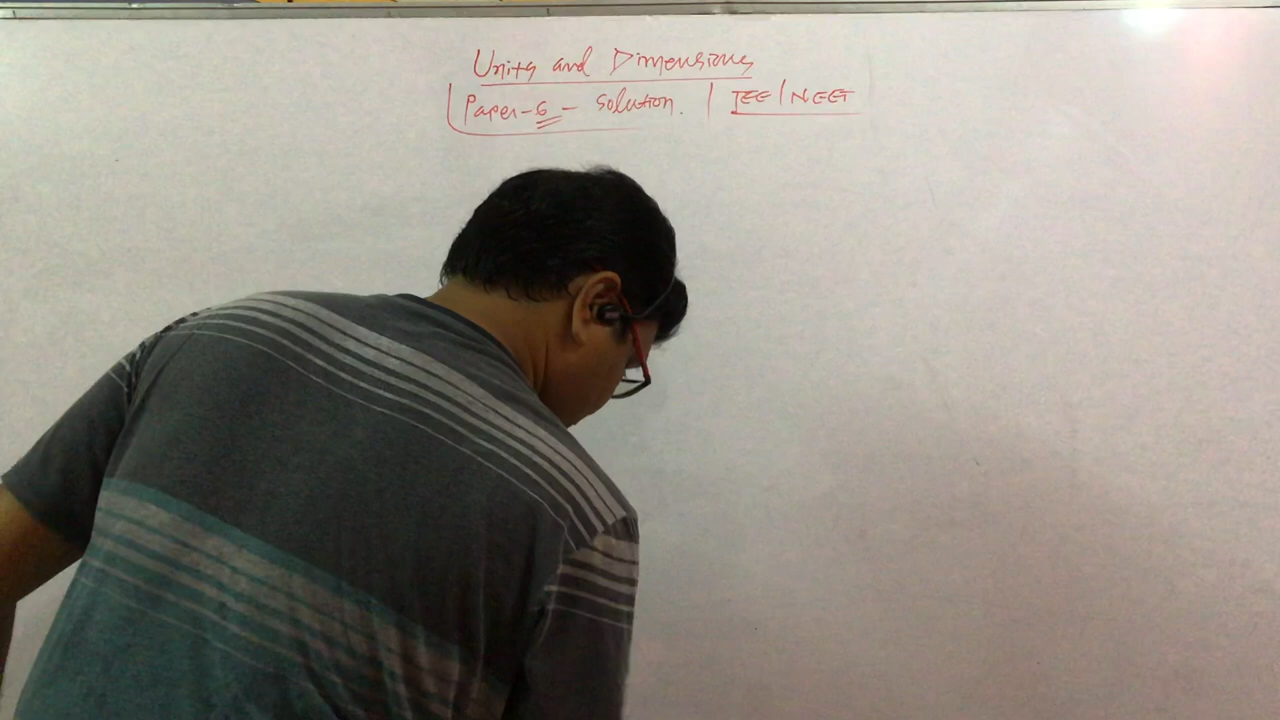 Units and Dimensions
Paper-6 - Solution. | JEE/NEET